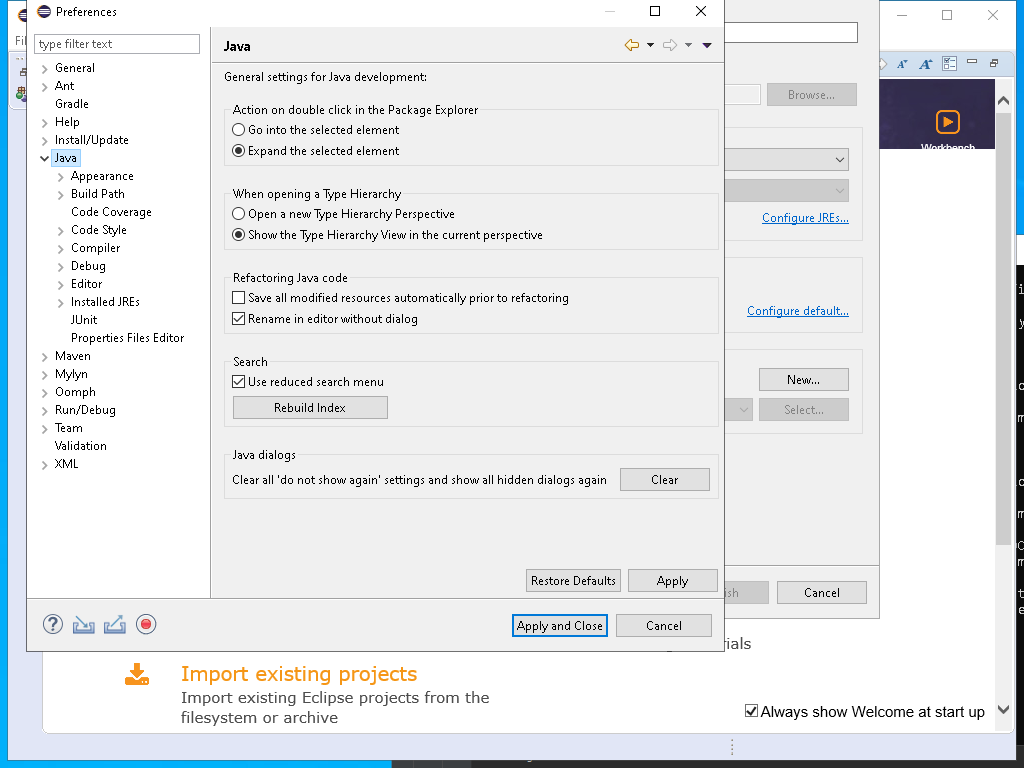 Preferences
Fil
type filter text
General
Ant
Gradle
Help
Install/Update
Java
Appearance
Build Path
Code Coverage
Code Style
Compiler
Debug
Editor
Installed JREs
JUnit
Properties Files Editor
Maven
Mylyn
Oomph
Run/Debug
Team
Validation
XML
Java
General settings for Java development:
Action on double click in the Package Explorer
Go into the selected element
Expand the selected element
When opening a Type Hierarchy
Open a new Type Hierarchy Perspective
Show the Type Hierarchy View in the current perspective
Refactoring Java code
Save all modified resources automatically prior to refactoring
Rename in editor without dialog
Search
Use reduced search menu
Rebuild Index
Java dialogs
Clear all 'do not show again' settings and show all hidden dialogs again
Clear
Restore Defaults
Apply
Apply and Close
Cancel
Browse...
Configure JREs...
Configure default...
New...
Select...
ish
Cancel
Workbench
ials
Import existing projects
Import existing Eclipse projects from the
filesystem or archive
Always show Welcome at start up